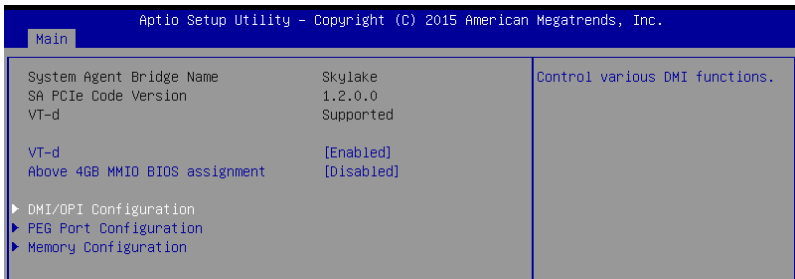 Aptio Setup Utility – Copyright (C) 2015 American Megatrends, Inc.
Main
System Agent Bridge Name Skylake
SA PCIe Code Version 1.2.0.0
VT-d Supported
VT-d [Enabled]
Above 4GB MMIO BIOS assignment [Disabled]
DMI/OPI Configuration
PEG Port Configuration
Memory Configuration
Control various DMI functions.